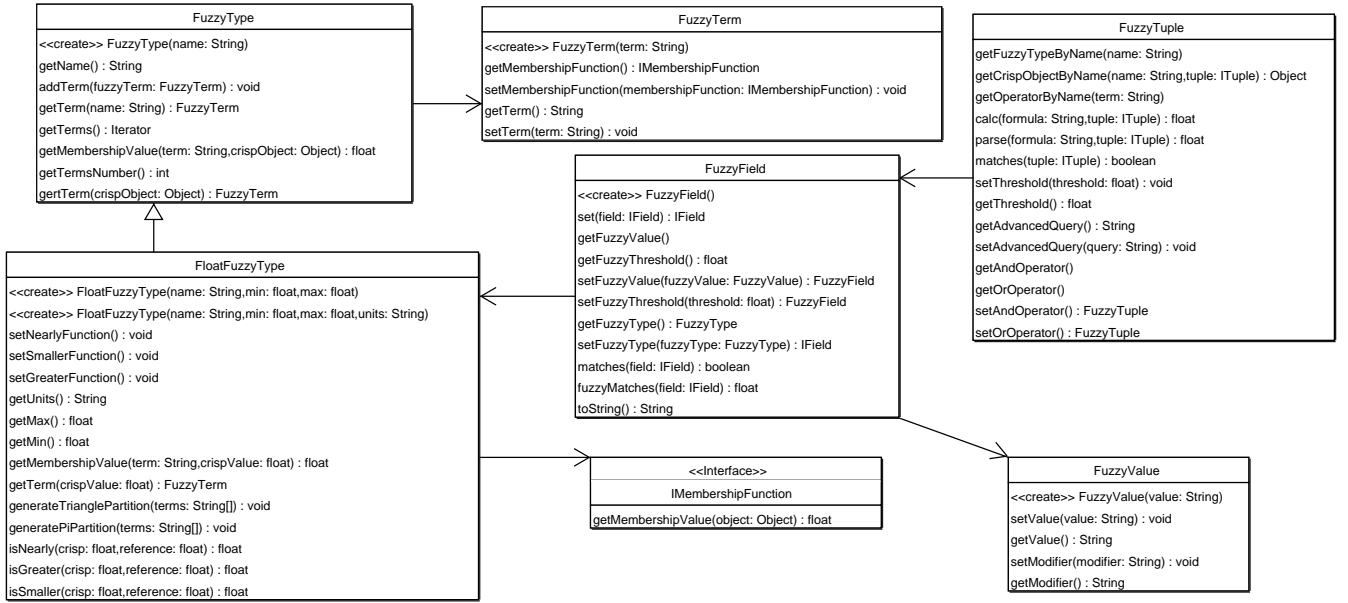 FuzzyType
<<create>> FuzzyType(name: String)
getName() : String
addTerm(fuzzyTerm: FuzzyTerm) : void
getTerm(name: String) : FuzzyTerm
getTerms() : Iterator
getMembershipValue(term: String,crispObject: Object) : float
getTermsNumber() : int
gertTerm(crispObject: Object) : FuzzyTerm
FuzzyTerm
<<create>> FuzzyTerm(term: String)
getMembershipFunction() : IMembershipFunction
setMembershipFunction(membershipFunction: IMembershipFunction) : void
getTerm() : String
setTerm(term: String) : void
FuzzyTuple
getFuzzyTypeByName(name: String)
getCrispObjectByName(name: String,tuple: ITuple) : Object
getOperatorByName(term: String)
calc(formula: String,tuple: ITuple) : float
parse(formula: String,tuple: ITuple) : float
matches(tuple: ITuple) : boolean
setThreshold(threshold: float) : void
getThreshold() : float
getAdvancedQuery() : String
setAdvancedQuery(query: String) : void
getAndOperator()
getOrOperator()
setAndOperator() : FuzzyTuple
setOrOperator() : FuzzyTuple
FuzzyField
<<create>> FuzzyField()
set(field: IField) : IField
getFuzzyValue()
getFuzzyThreshold() : float
setFuzzyValue(fuzzyValue: FuzzyValue) : FuzzyField
setFuzzyThreshold(threshold: float) : FuzzyField
getFuzzyType() : FuzzyType
setFuzzyType(fuzzyType: FuzzyType) : IField
matches(field: IField) : boolean
fuzzyMatches(field: IField) : float
toString() : String
FloatFuzzyType
<<create>> FloatFuzzyType(name: String,min: float,max: float)
<<create>> FloatFuzzyType(name: String,min: float,max: float,units: String)
setNearlyFunction() : void
setSmallerFunction() : void
setGreaterFunction() : void
getUnits() : String
getMax() : float
getMin() : float
getMembershipValue(term: String,crispValue: float) : float
getTerm(crispValue: float) : FuzzyTerm
generateTrianglePartition(terms: String[]) : void
generatePiPartition(terms: String[]) : void
isNearly(crisp: float,reference: float) : float
isGreater(crisp: float,reference: float) : float
isSmaller(crisp: float,reference: float) : float
<<Interface>>
IMembershipFunction
getMembershipValue(object: Object) : float
FuzzyValue
<<create>> FuzzyValue(value: String)
setValue(value: String) : void
getValue() : String
setModifier(modifier: String) : void
getModifier() : String